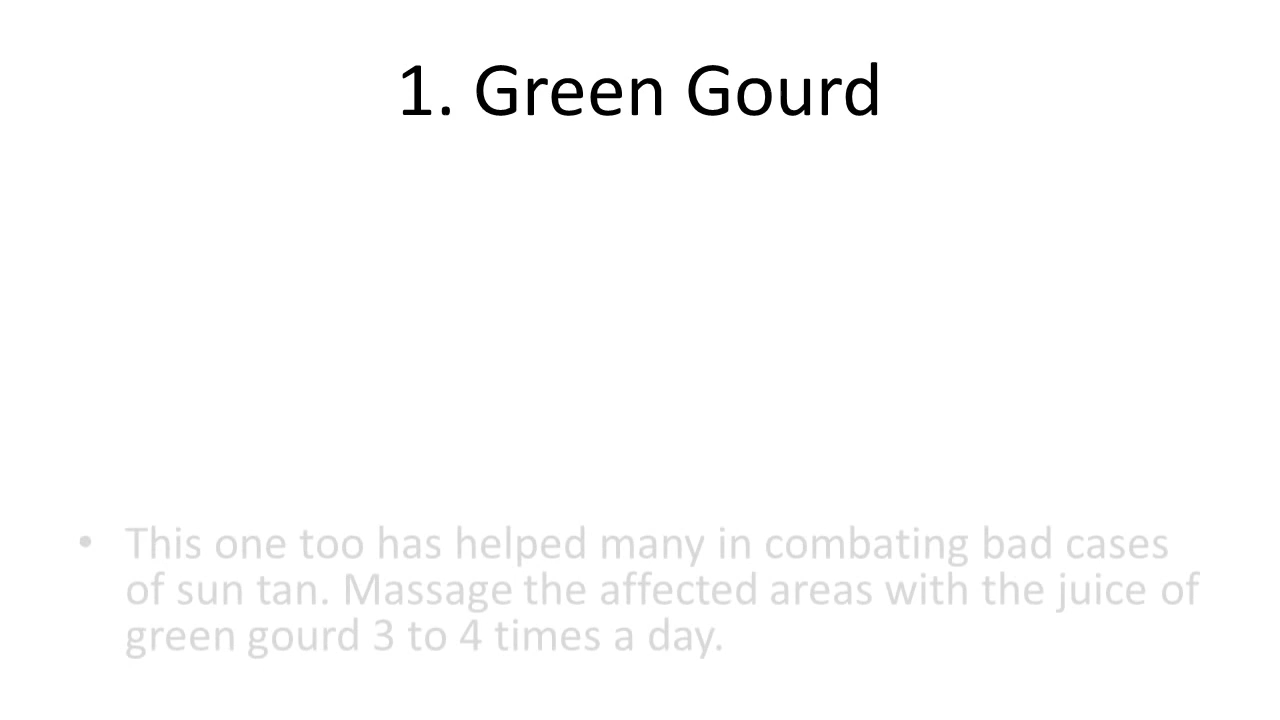 1. Green Gourd
• This one too has helped many in combating bad cases
of sun tan. Massage the affected areas with the juice of
green gourd 3 to 4 times a day.